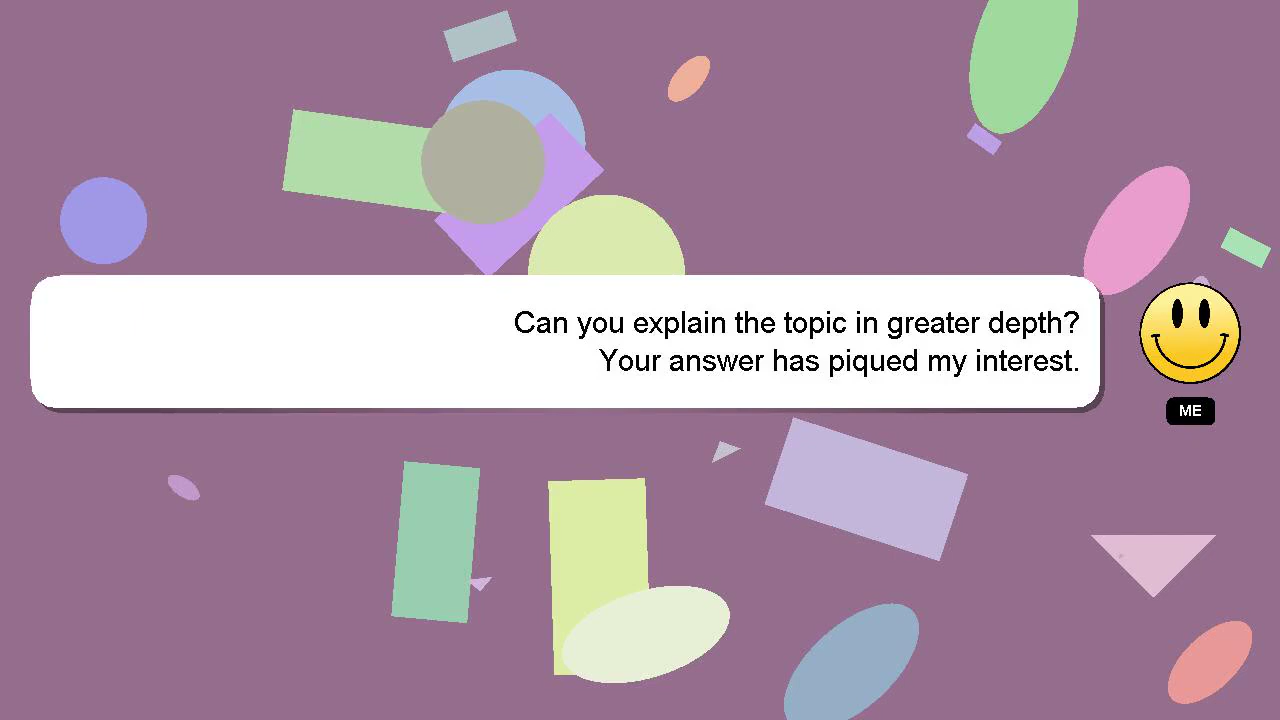 Can you explain the topic in greater depth?
Your answer has piqued my interest.
ME